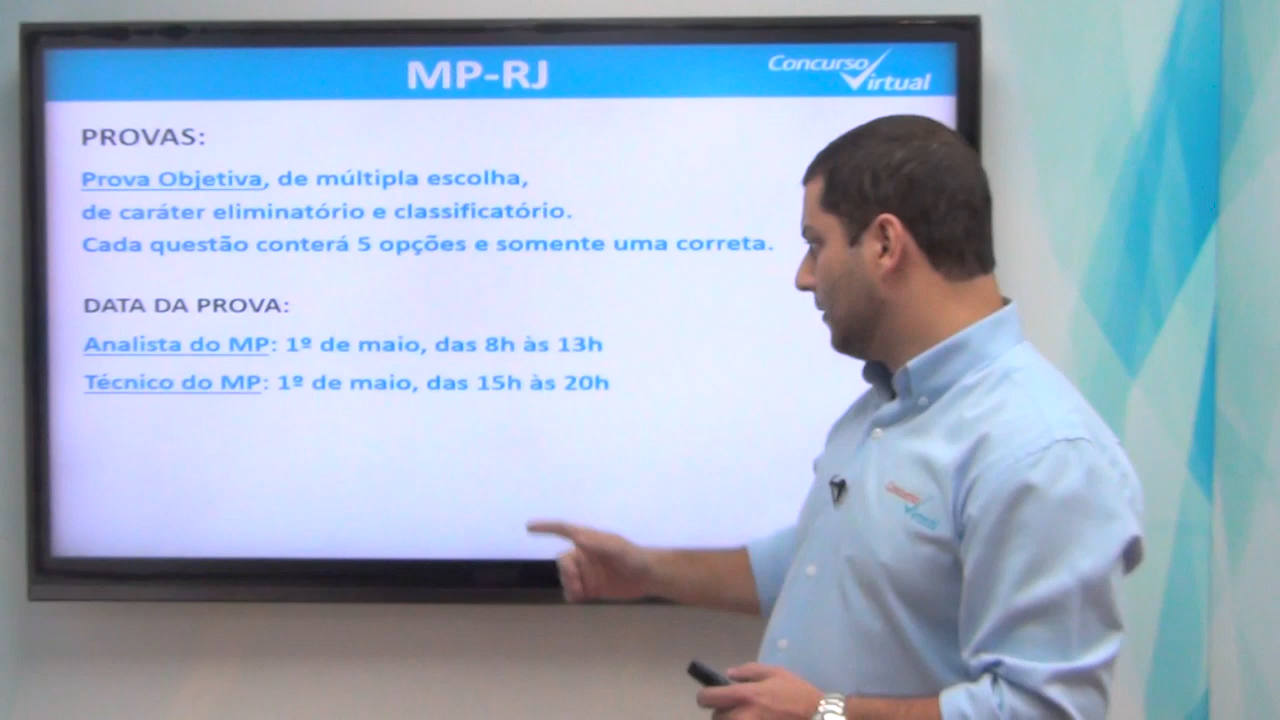 MP-RJ
Concurso Virtual
PROVAS:
Prova Objetiva, de múltipla escolha,
de caráter eliminatório e classificatório.
Cada questão conterá 5 opções e somente uma correta.
DATA DA PROVA:
Analista do MP: 1º de maio, das 8h às 13h
Técnico do MP: 1º de maio, das 15h às 20h
Concurso
Virtual